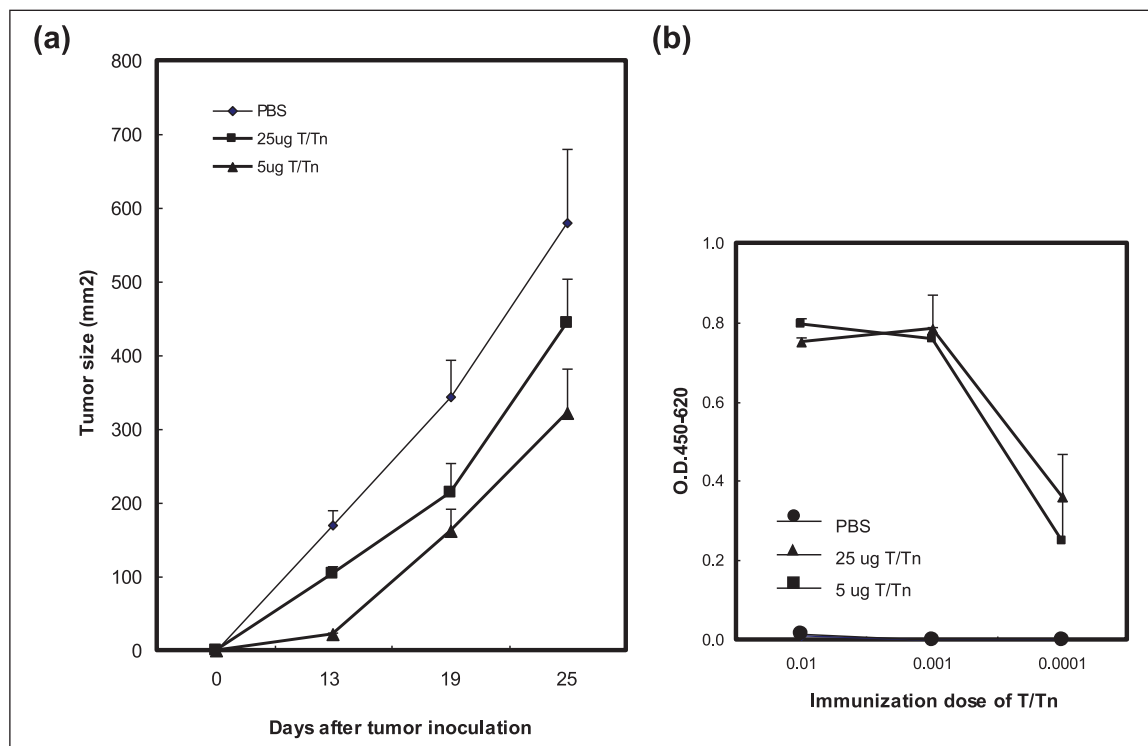 (a)
800
700
600
500
400
300
200
100
0
Tumor size (mm2)
PBS
25ug T/Tn
5ug T/Tn
0 13 19 25
Days after tumor inoculation
(b)
1.0
0.8
0.6
0.4
0.2
0.0
O.D.450-620
PBS
25 ug T/Tn
5 ug T/Tn
0.01 0.001 0.0001
Immunization dose of T/Tn